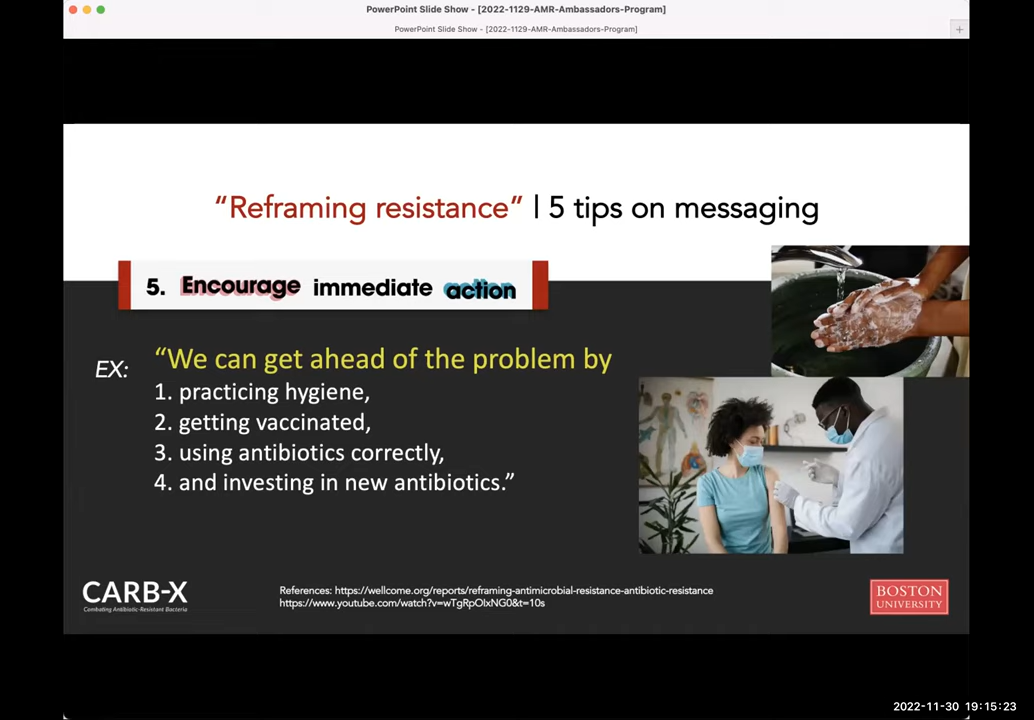 PowerPoint Slide Show - [2022-1129-AMR-Ambassadors-Program]
PowerPoint Slide Show - [2022-1129-AMR-Ambassadors-Program]
“Reframing resistance” | 5 tips on messaging
5. Encourage immediate action
EX: “We can get ahead of the problem by
1. practicing hygiene,
2. getting vaccinated,
3. using antibiotics correctly,
4. and investing in new antibiotics.”
CARB-X
Combating Antibiotic-Resistant Bacteria
References: https://wellcome.org/reports/reframing-antimicrobial-resistance-antibiotic-resistance
https://www.youtube.com/watch?v=wTgRpOIxNG0&t=10s
BOSTON
UNIVERSITY
2022-11-30 19:15:23